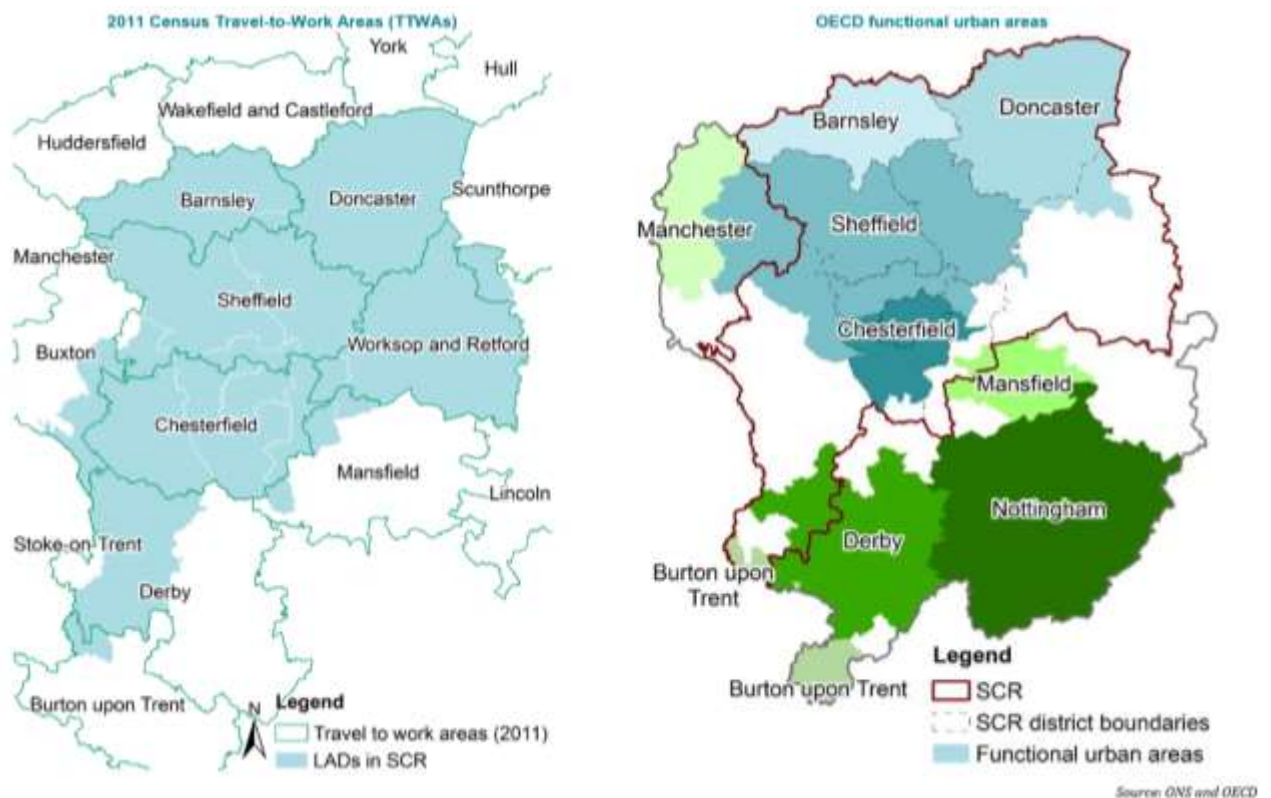 2011 Census Travel-to-Work Areas (TTWAs)
York
Hull
Wakefield and Castleford
Huddersfield
Scunthorpe
Barnsley
Doncaster
Manchester
Sheffield
Buxton
Worksop and Retford
Chesterfield
Mansfield
Lincoln
Stoke-on-Trent
Derby
Burton upon Trent
N
Legend
Travel to work areas (2011)
LADs in SCR
OECD functional urban areas
Doncaster
Barnsley
Manchester
Sheffield
Chesterfield
Mansfield
Nottingham
Derby
Burton upon
Trent
Burton upon Trent
Legend
SCR
SCR district boundaries
Functional urban areas
Source: ONS and OECD